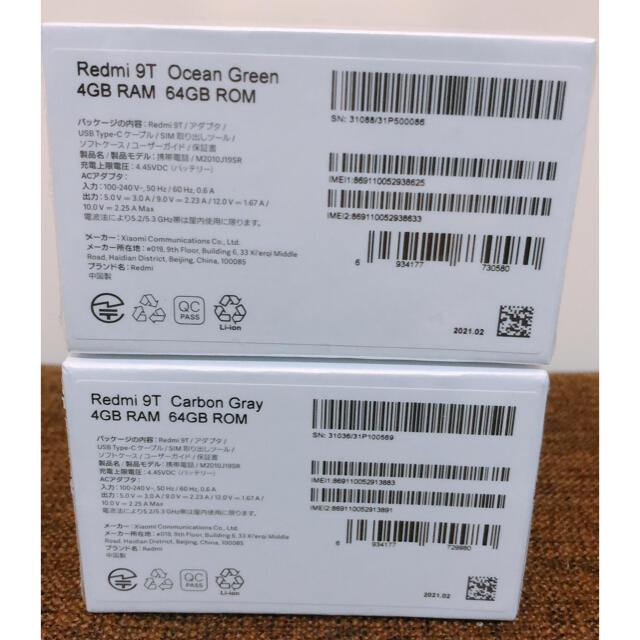 Redmi 9T Ocean Green
4GB RAM 64GB ROM
パッケージの内容: Redmi 9T / アダプタ /
USB Type-C ケーブル / SIM 取り出しツール /
ソフトケース / ユーザーガイド / 保証書
製品名 / 製品モデル: 携帯電話 / M2010J19SR
充電上限電圧: 4.45VDC (バッテリー)
ACアダプタ:
入力: 100-240V~, 50 Hz / 60 Hz, 0.6 A
出力: 5.0 V ⎓ 3.0 A / 9.0 V ⎓ 2.23 A / 12.0 V ⎓ 1.67 A /
10.0 V ⎓ 2.25 A Max
電波法により5.2/5.3 GHz帯は屋内使用に限ります。
メーカー: Xiaomi Communications Co., Ltd.
メーカー所在地: #019, 9th Floor, Building 6, 33 Xi'erqi Middle
Road, Haidian District, Beijing, China, 100085
ブランド名: Redmi
中国製
QC
PASS
Li-ion
SN: 31088/31P500086
IMEI1:869110052938625
IMEI2:869110052938633
6 934177 730580
2021.02
Redmi 9T Carbon Gray
4GB RAM 64GB ROM
パッケージの内容: Redmi 9T / アダプタ /
USB Type-C ケーブル / SIM 取り出しツール /
ソフトケース / ユーザーガイド / 保証書
製品名 / 製品モデル: 携帯電話 / M2010J19SR
充電上限電圧: 4.45VDC (バッテリー)
ACアダプタ:
入力: 100-240V~, 50 Hz / 60 Hz, 0.6 A
出力: 5.0 V ⎓ 3.0 A / 9.0 V ⎓ 2.23 A / 12.0 V ⎓ 1.67 A /
10.0 V ⎓ 2.25 A Max
電波法により5.2/5.3 GHz帯は屋内使用に限ります。
メーカー: Xiaomi Communications Co., Ltd.
メーカー所在地: #019, 9th Floor, Building 6, 33 Xi'erqi Middle
Road, Haidian District, Beijing, China, 100085
ブランド名: Redmi
中国製
QC
PASS
Li-ion
SN: 31036/31P100569
IMEI1:869110052913883
IMEI2:869110052913891
6 934177 728980
2021.02